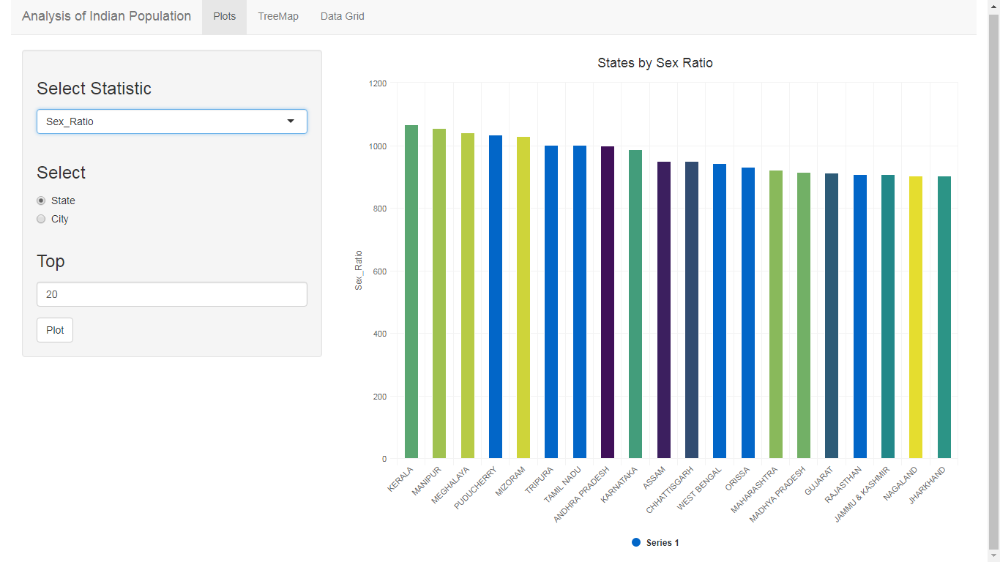 Analysis of Indian Population Plots TreeMap Data Grid
Select Statistic
Sex_Ratio
Select
State
City
Top
20
Plot
States by Sex Ratio
1200
1000
800
600
400
200
0
Sex_Ratio
KERALA
MANIPUR
MEGHALAYA
PUDUCHERRY
MIZORAM
TRIPURA
TAMIL NADU
ANDHRA PRADESH
KARNATAKA
ASSAM
CHHATTISGARH
WEST BENGAL
ORISSA
MAHARASHTRA
MADHYA PRADESH
GUJARAT
RAJASTHAN
JAMMU & KASHMIR
NAGALAND
JHARKHAND
Series 1